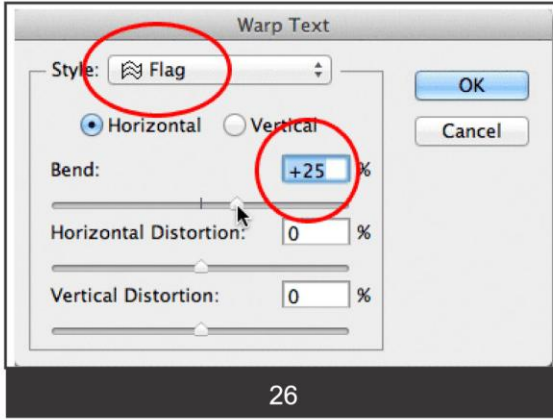 Warp Text
Style: Flag
OK
Horizontal Vertical
Cancel
Bend: +25 %
Horizontal Distortion: 0 %
Vertical Distortion: 0 %
26